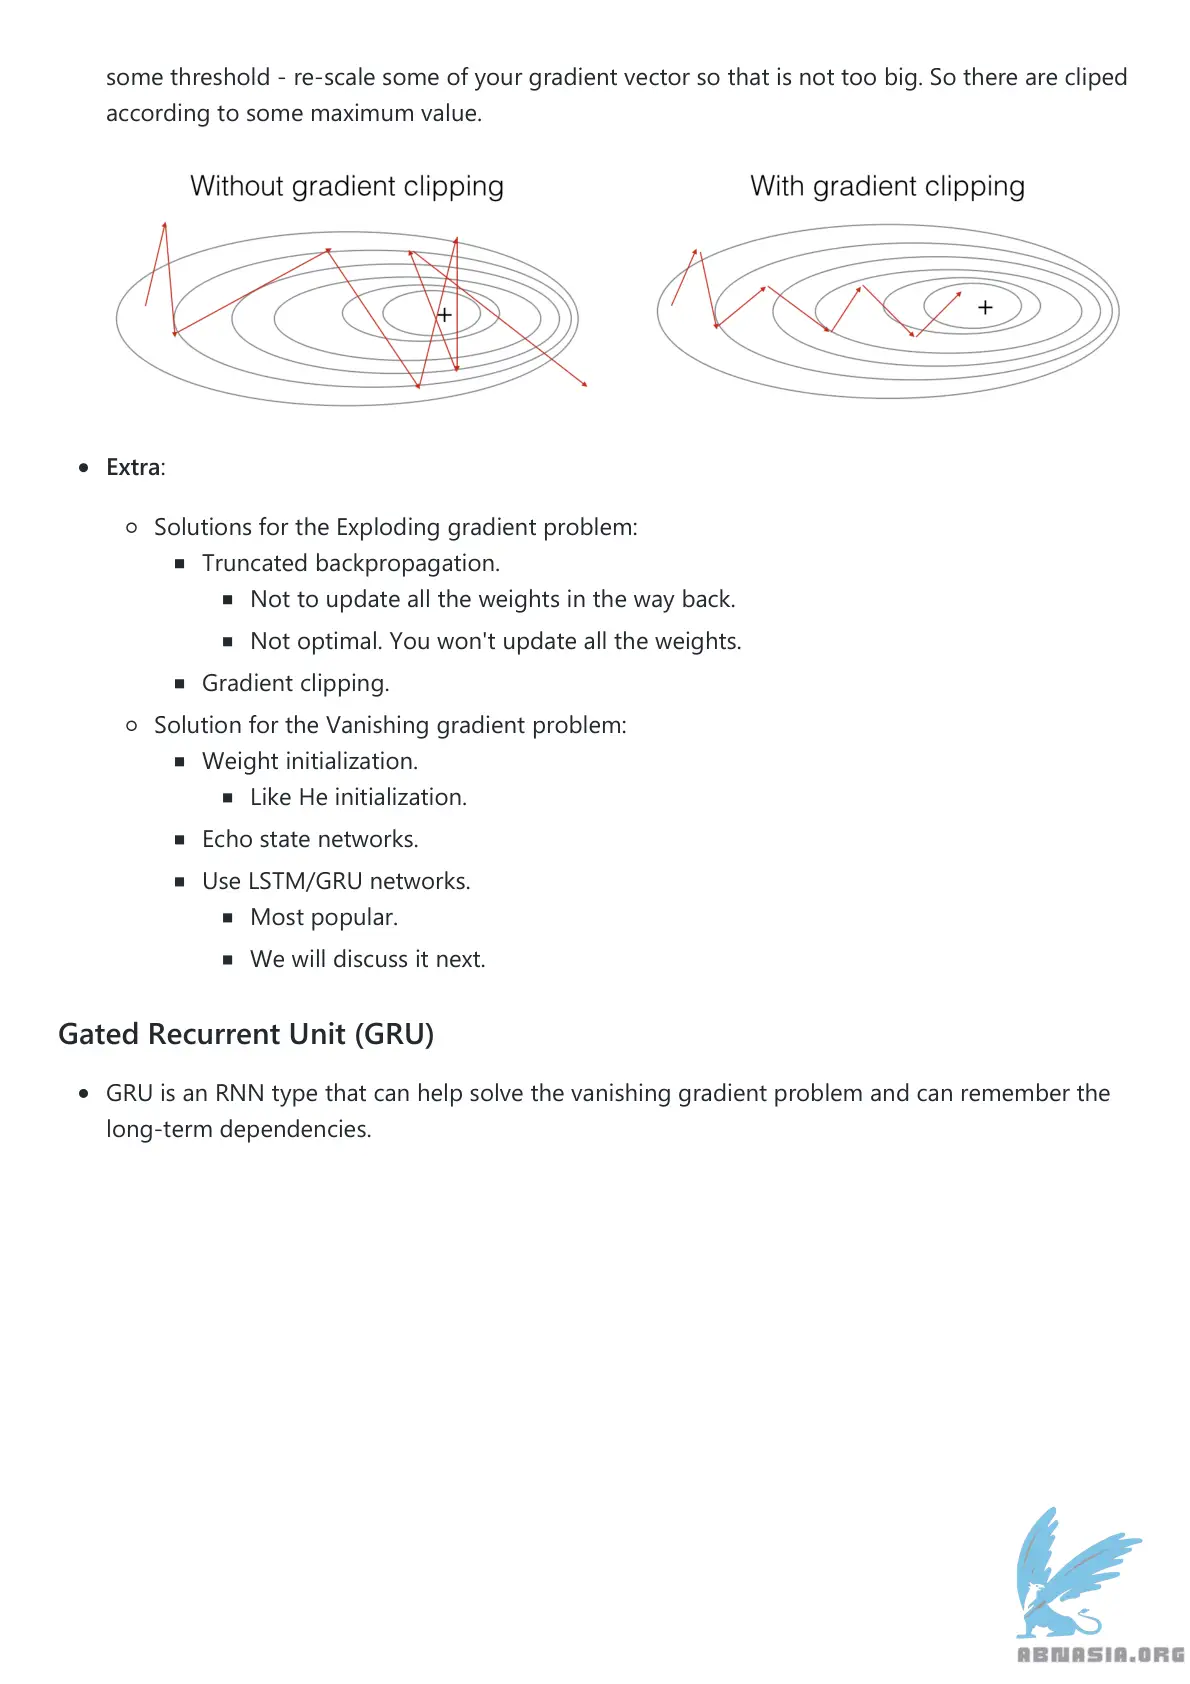 some threshold - re-scale some of your gradient vector so that is not too big. So there are cliped
according to some maximum value.
Without gradient clipping
With gradient clipping
+
+
• Extra:
○ Solutions for the Exploding gradient problem:
▪ Truncated backpropagation.
▪ Not to update all the weights in the way back.
▪ Not optimal. You won't update all the weights.
▪ Gradient clipping.
○ Solution for the Vanishing gradient problem:
▪ Weight initialization.
▪ Like He initialization.
▪ Echo state networks.
▪ Use LSTM/GRU networks.
▪ Most popular.
▪ We will discuss it next.
Gated Recurrent Unit (GRU)
• GRU is an RNN type that can help solve the vanishing gradient problem and can remember the
long-term dependencies.
ABNASIA.ORG